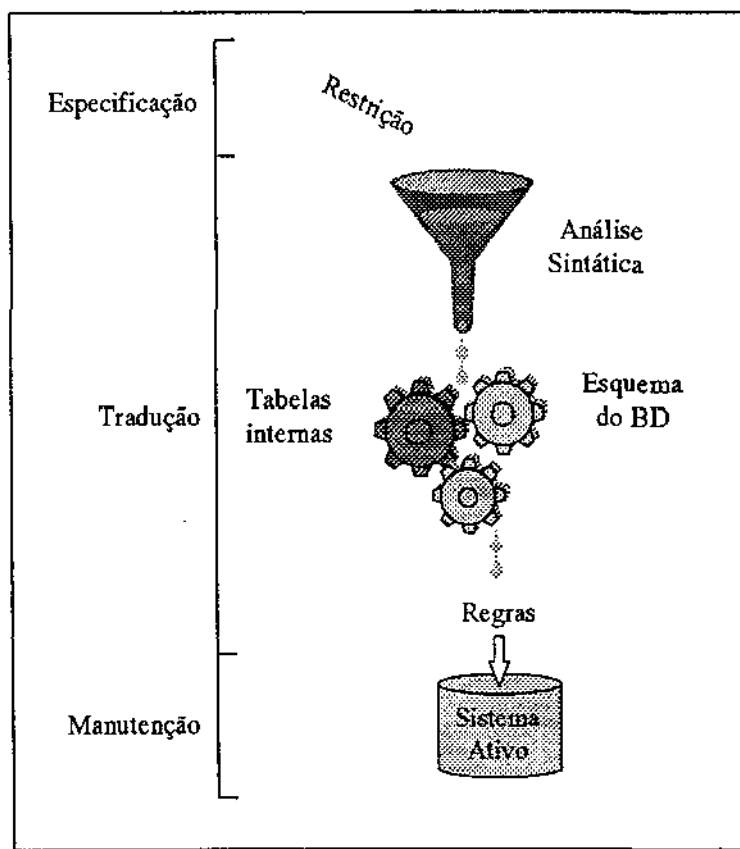 Especificação
Restrição
Análise
Sintática
Tradução
Tabelas
internas
Esquema
do BD
Regras
Manutenção
Sistema
Ativo